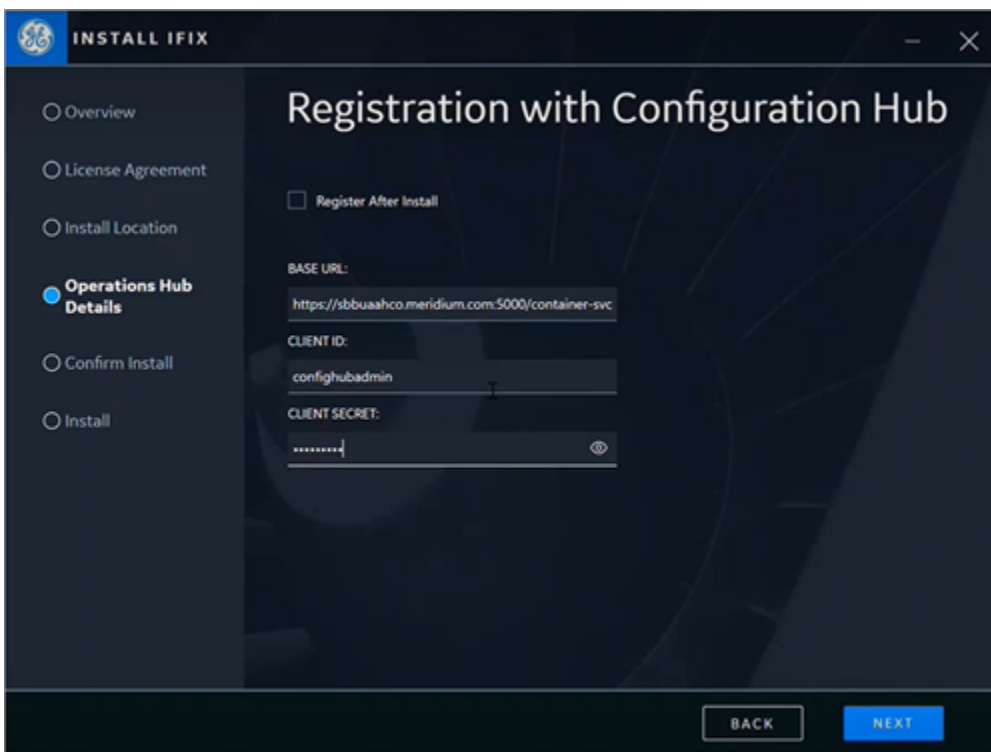 INSTALL IFIX
Overview
License Agreement
Install Location
Operations Hub
Details
Confirm Install
Install
Registration with Configuration Hub
Register After Install
BASE URL:
https://sbbuaahco.meridium.com:5000/container-svc
CLIENT ID:
confighubadmin
CLIENT SECRET:
•••••••••
BACK
NEXT